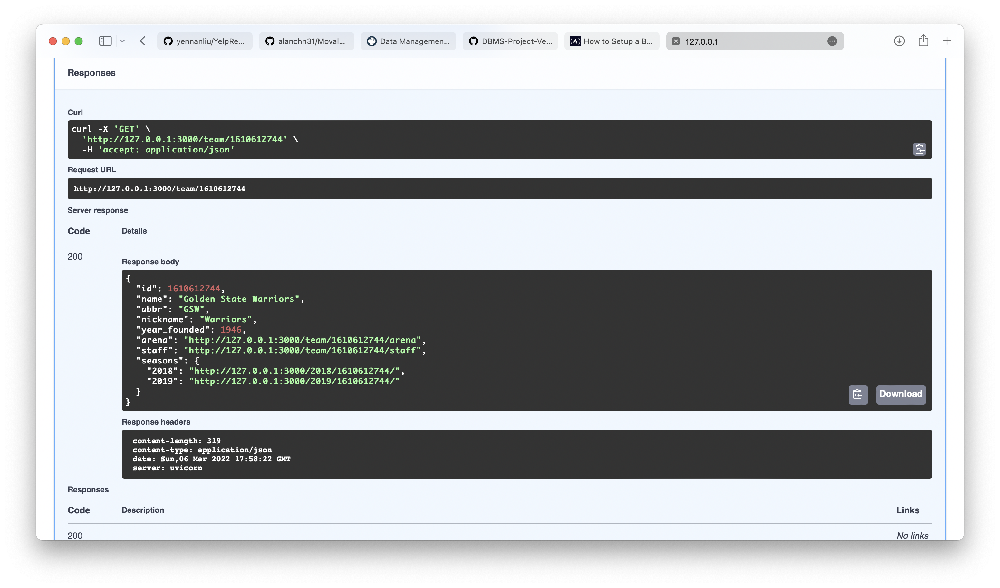 yennanliu/YelpRe...
alanchn31/Moval...
Data Managemen...
DBMS-Project-Ve...
How to Setup a B...
127.0.0.1
Responses
Curl
curl -X 'GET' \
  'http://127.0.0.1:3000/team/1610612744' \
  -H 'accept: application/json'
Request URL
http://127.0.0.1:3000/team/1610612744
Server response
Code Details
200
Response body
{
  "id": 1610612744,
  "name": "Golden State Warriors",
  "abbr": "GSW",
  "nickname": "Warriors",
  "year_founded": 1946,
  "arena": "http://127.0.0.1:3000/team/1610612744/arena",
  "staff": "http://127.0.0.1:3000/team/1610612744/staff",
  "seasons": {
    "2018": "http://127.0.0.1:3000/2018/1610612744/",
    "2019": "http://127.0.0.1:3000/2019/1610612744/"
  }
}
Download
Response headers
content-length: 319
content-type: application/json
date: Sun,06 Mar 2022 17:58:22 GMT
server: uvicorn
Responses
Code Description Links
200 No links